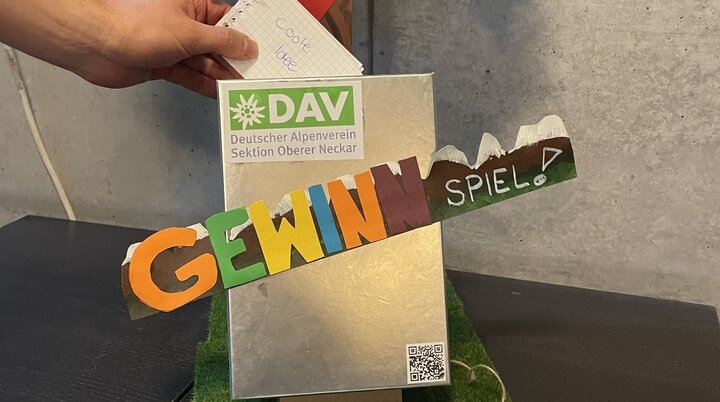 coole
Idee
DAV
Deutscher Alpenverein
Sektion Oberer Neckar
GEWINN
SPIEL!